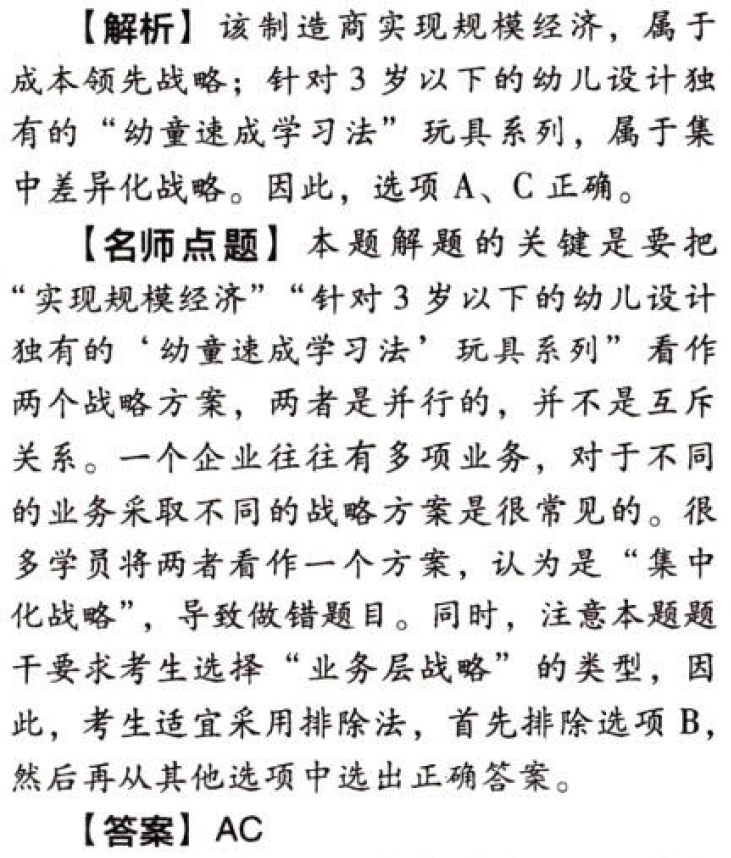 【解析】该制造商实现规模经济，属于
成本领先战略；针对3岁以下的幼儿设计独
有的“幼童速成学习法”玩具系列，属于集
中差异化战略。因此，选项A、C正确。
【名师点题】本题解题的关键是要把
“实现规模经济”“针对3岁以下的幼儿设计
独有的‘幼童速成学习法’玩具系列”看作
两个战略方案，两者是并行的，并不是互斥
关系。一个企业往往有多项业务，对于不同
的业务采取不同的战略方案是很常见的。很
多学员将两者看作一个方案，认为是“集中
化战略”，导致做错题目。同时，注意本题题
干要求考生选择“业务层战略”的类型，因
此，考生适宜采用排除法，首先排除选项B，
然后再从其他选项中选出正确答案。
【答案】AC